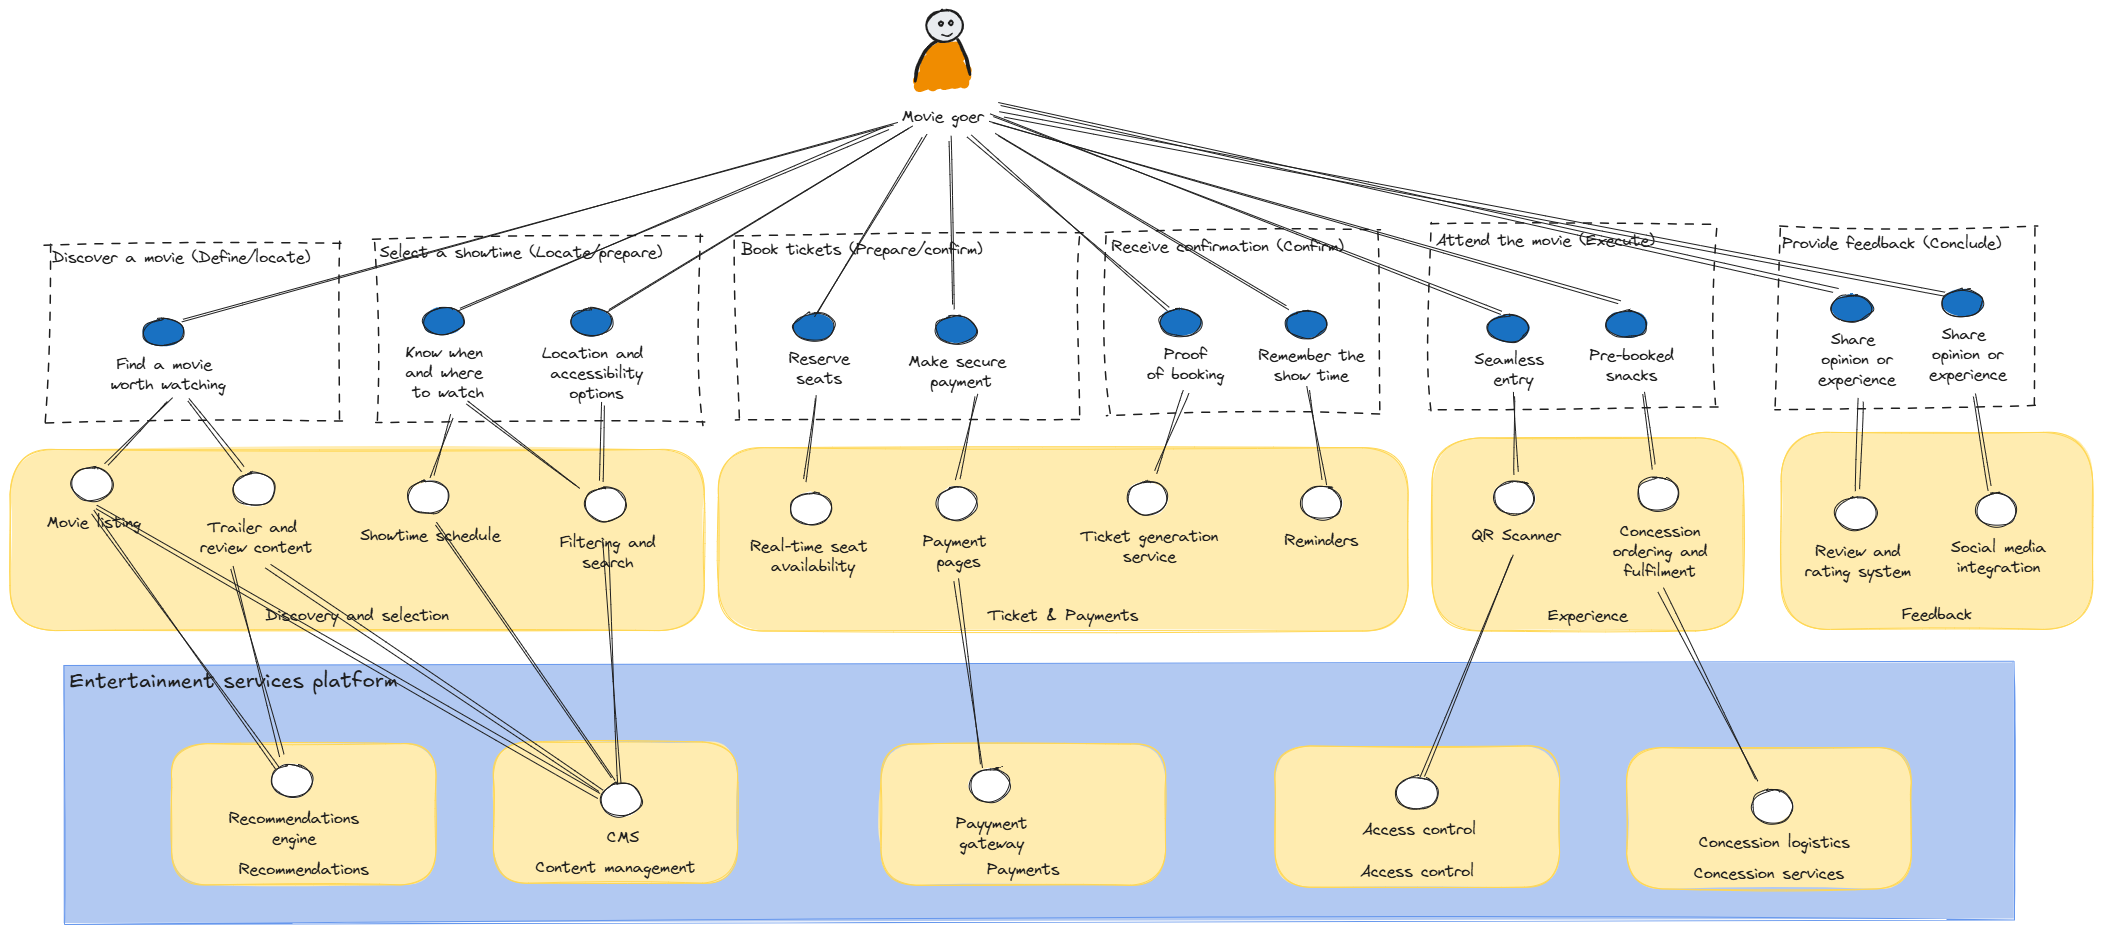 Movie goer
Discover a movie (Define/locate)
Select a showtime (Locate/prepare)
Book tickets (Prepare/confirm)
Receive confirmation (Confirm)
Attend the movie (Execute)
Provide feedback (Conclude)
Find a movie
worth watching
Know when
and where
to watch
Location and
accessibility
options
Reserve
seats
Make secure
payment
Proof
of booking
Remember the
show time
Seamless
entry
Pre-booked
snacks
Share
opinion or
experience
Share
opinion or
experience
Movie listing
Trailer and
review content
Showtime schedule
Filtering and
search
Discovery and selection
Real-time seat
availability
Payment
pages
Ticket generation
service
Reminders
Ticket & Payments
QR Scanner
Concession
ordering and
fulfilment
Experience
Review and
rating system
Social media
integration
Feedback
Entertainment services platform
Recommendations
engine
Recommendations
CMS
Content management
Payyment
gateway
Payments
Access control
Access control
Concession logistics
Concession services